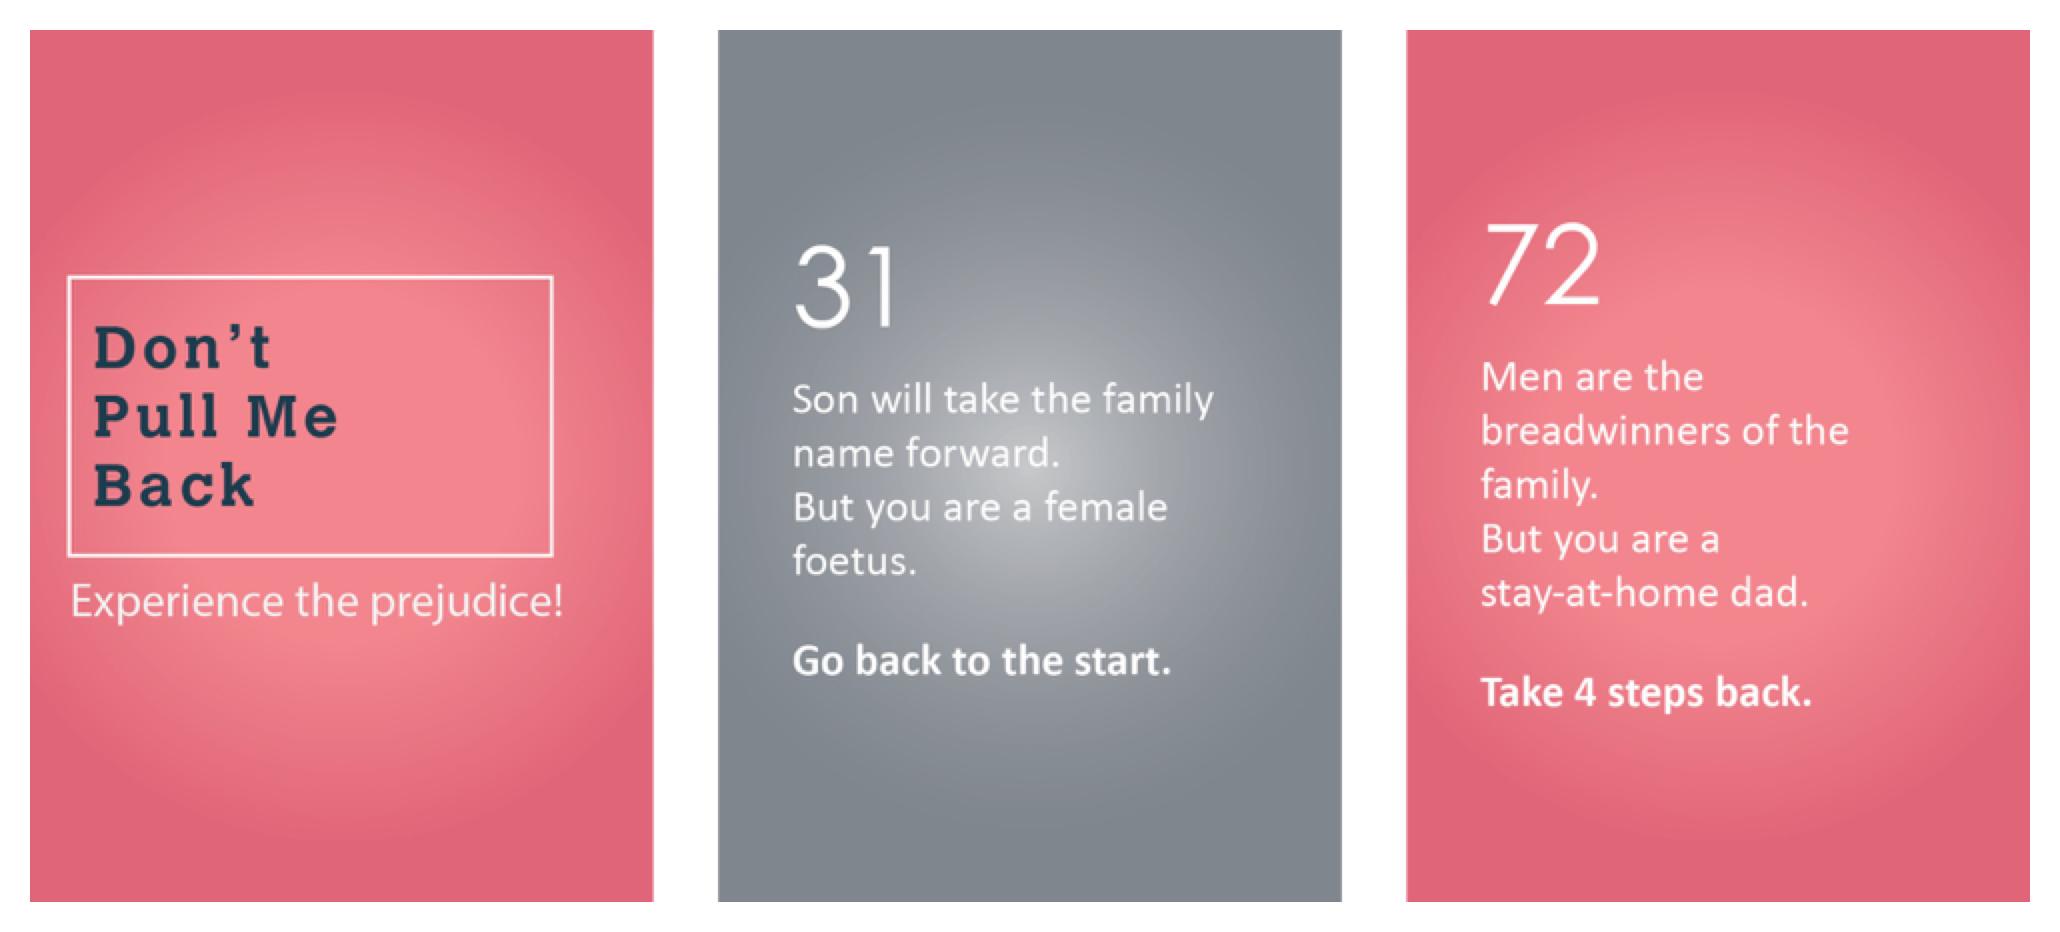 Don’t
Pull Me
Back
Experience the prejudice!
31
Son will take the family
name forward.
But you are a female
foetus.
Go back to the start.
72
Men are the
breadwinners of the
family.
But you are a
stay-at-home dad.
Take 4 steps back.